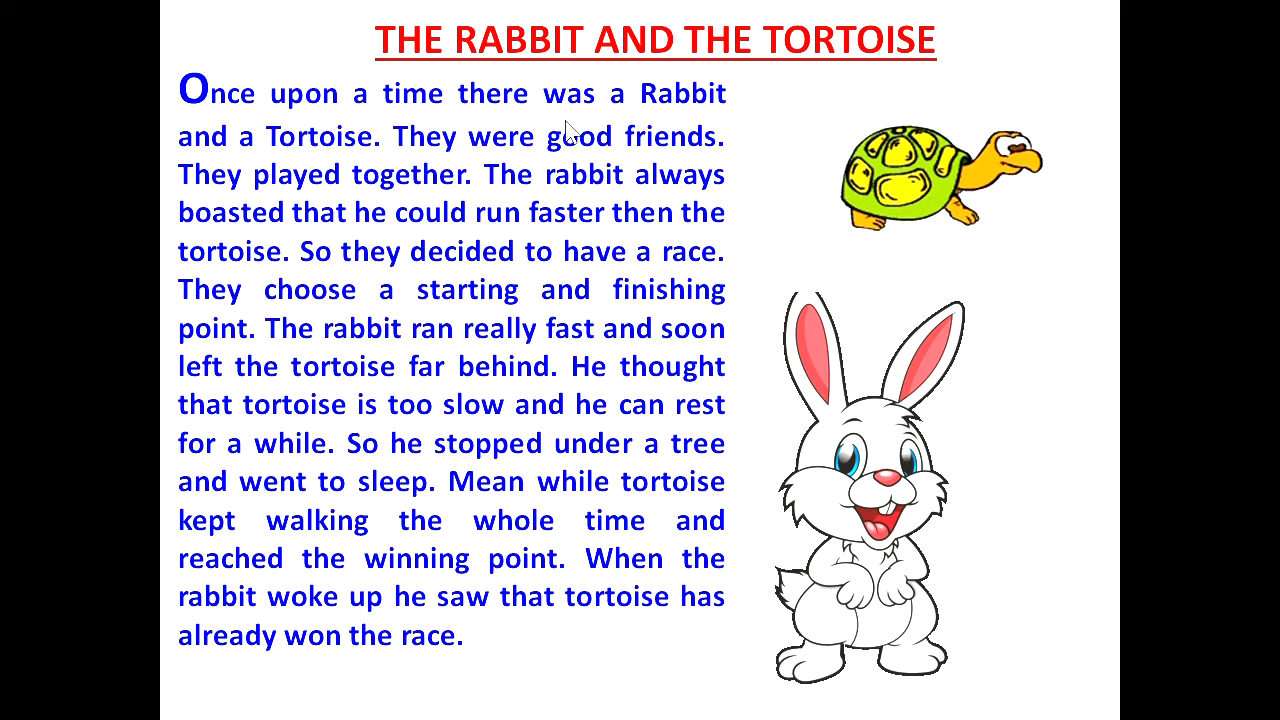 THE RABBIT AND THE TORTOISE
Once upon a time there was a Rabbit
and a Tortoise. They were good friends.
They played together. The rabbit always
boasted that he could run faster then the
tortoise. So they decided to have a race.
They choose a starting and finishing
point. The rabbit ran really fast and soon
left the tortoise far behind. He thought
that tortoise is too slow and he can rest
for a while. So he stopped under a tree
and went to sleep. Mean while tortoise
kept walking the whole time and
reached the winning point. When the
rabbit woke up he saw that tortoise has
already won the race.